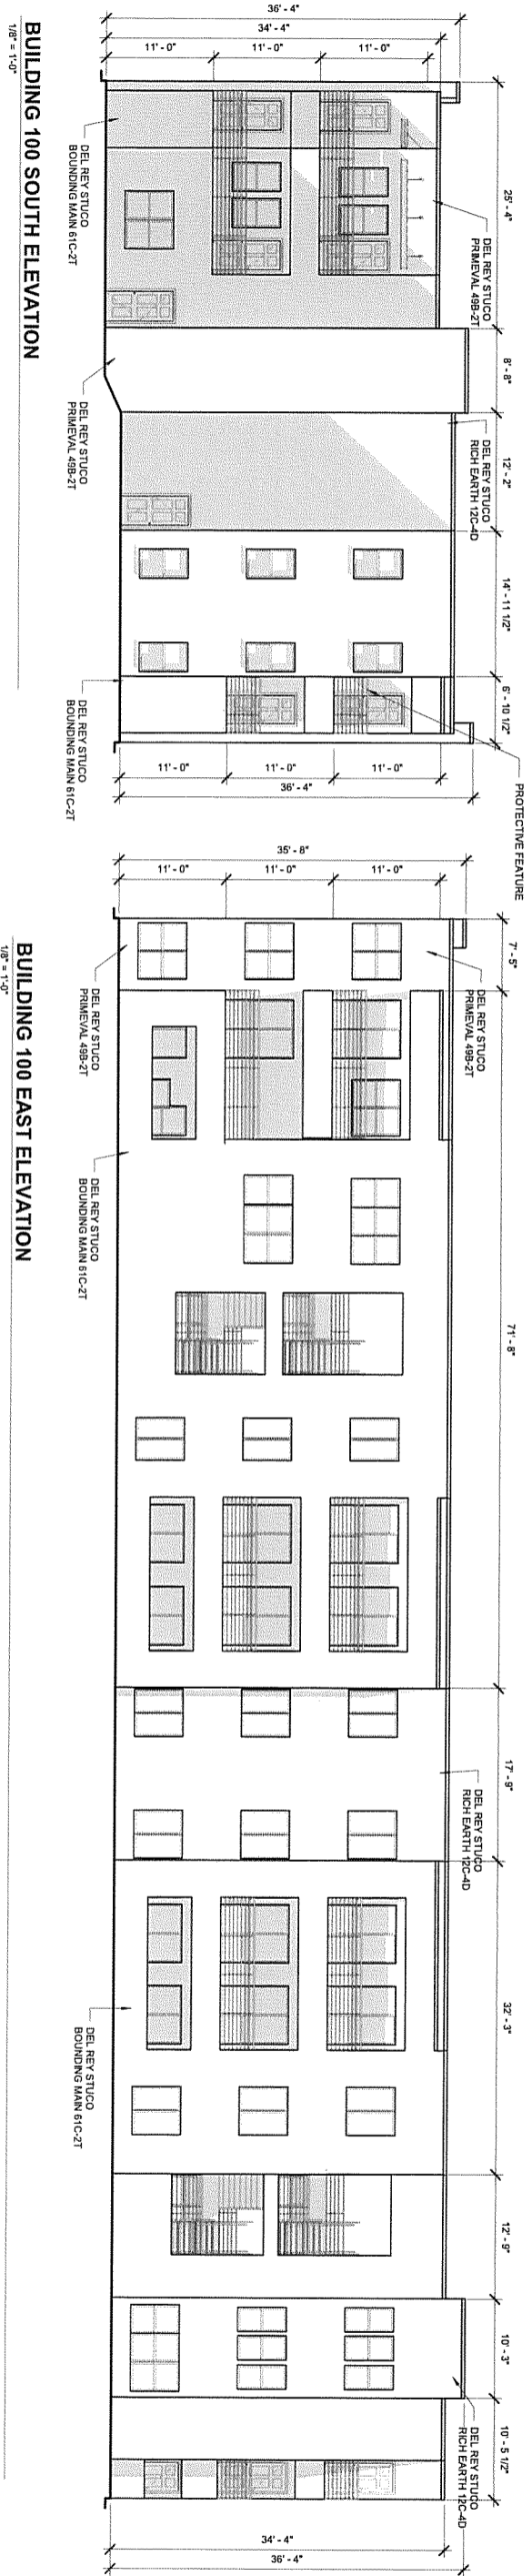 36' - 4"
34' - 4"
11' - 0"
11' - 0"
11' - 0"
25' - 4"
8' - 8"
12' - 2"
14' - 11 1/2"
6' - 10 1/2"
DEL REY STUCO
PRIMEVAL 49B-2T
DEL REY STUCO
RICH EARTH 12C-4D
PROTECTIVE FEATURE
DEL REY STUCO
BOUNDING MAIN 61C-2T
DEL REY STUCO
PRIMEVAL 49B-2T
DEL REY STUCO
BOUNDING MAIN 61C-2T
11' - 0"
11' - 0"
11' - 0"
36' - 4"
BUILDING 100 SOUTH ELEVATION
1/8" = 1'-0"
35' - 8"
11' - 0"
11' - 0"
11' - 0"
7' - 5"
71' - 8"
17' - 9"
32' - 3"
12' - 9"
10' - 3"
10' - 5 1/2"
DEL REY STUCO
PRIMEVAL 49B-2T
DEL REY STUCO
RICH EARTH 12C-4D
DEL REY STUCO
RICH EARTH 12C-4D
DEL REY STUCO
PRIMEVAL 49B-2T
DEL REY STUCO
BOUNDING MAIN 61C-2T
DEL REY STUCO
BOUNDING MAIN 61C-2T
34' - 4"
36' - 4"
BUILDING 100 EAST ELEVATION
1/8" = 1'-0"